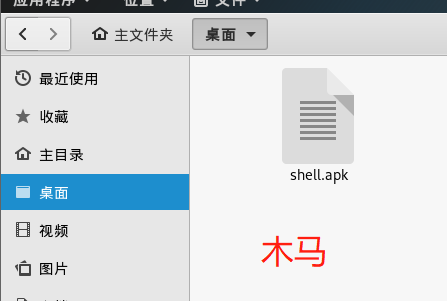 应用程序 位置 文件
主文件夹 桌面
最近使用
收藏
主目录
桌面
视频
图片
shell.apk
木马